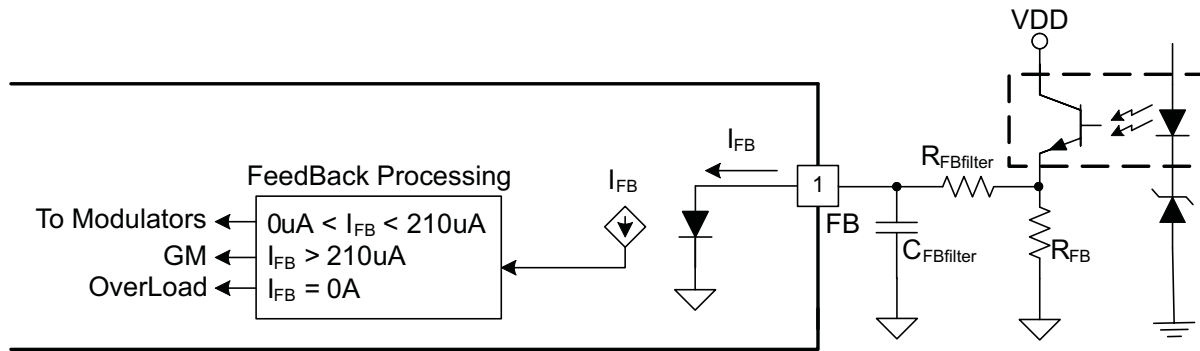 VDD
I_FB
R_FBfilter
FeedBack Processing
I_FB
1
To Modulators
0uA < I_FB < 210uA
FB
GM
I_FB > 210uA
C_FBfilter
R_FB
OverLoad
I_FB = 0A